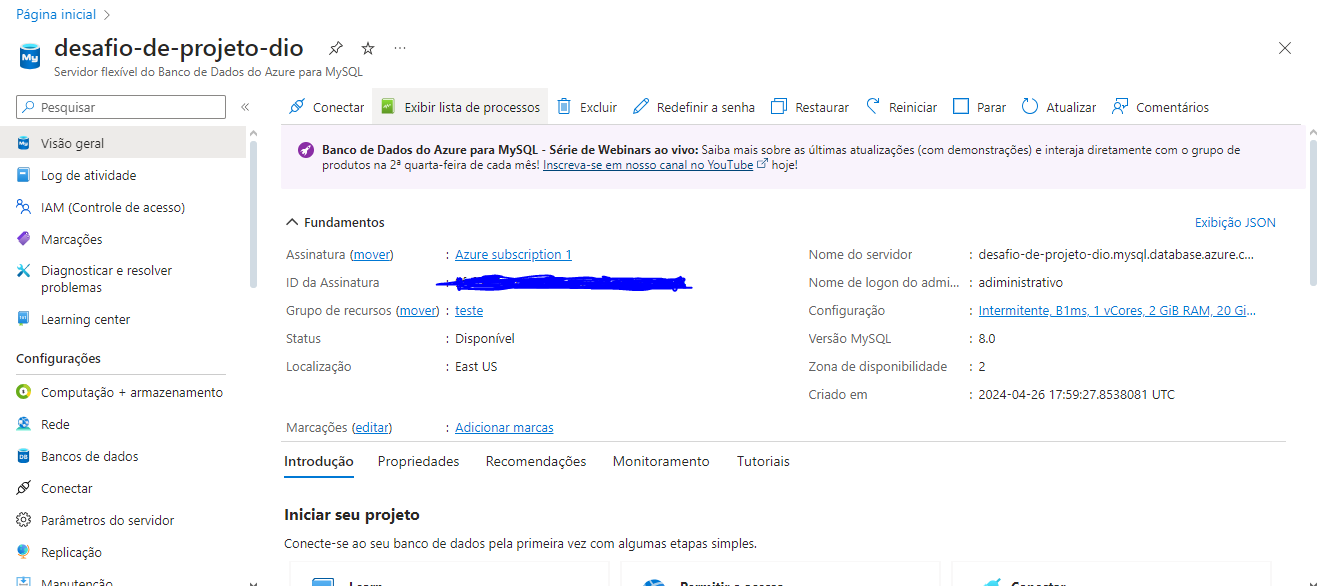 Página inicial
desafio-de-projeto-dio
Servidor flexível do Banco de Dados do Azure para MySQL
Pesquisar
Visão geral
Log de atividade
IAM (Controle de acesso)
Marcações
Diagnosticar e resolver
problemas
Learning center
Configurações
Computação + armazenamento
Rede
Bancos de dados
Conectar
Parâmetros do servidor
Replicação
Manutenção
Conectar Exibir lista de processos Excluir Redefinir a senha Restaurar Reiniciar Parar Atualizar Comentários
Banco de Dados do Azure para MySQL - Série de Webinars ao vivo: Saiba mais sobre as últimas atualizações (com demonstrações) e interaja diretamente com o grupo de
produtos na 2ª quarta-feira de cada mês! Inscreva-se em nosso canal no YouTube hoje!
Fundamentos Exibição JSON
Assinatura (mover) : Azure subscription 1
ID da Assinatura
Grupo de recursos (mover) : teste
Status : Disponível
Localização : East US
Nome do servidor : desafio-de-projeto-dio.mysql.database.azure.c...
Nome de logon do admi... : adiministrativo
Configuração : Intermitente, B1ms, 1 vCores, 2 GiB RAM, 20 Gi...
Versão MySQL : 8.0
Zona de disponibilidade : 2
Criado em : 2024-04-26 17:59:27.8538081 UTC
Marcações (editar) : Adicionar marcas
Introdução Propriedades Recomendações Monitoramento Tutoriais
Iniciar seu projeto
Conecte-se ao seu banco de dados pela primeira vez com algumas etapas simples.
Learn Permitir o acesso Conectar